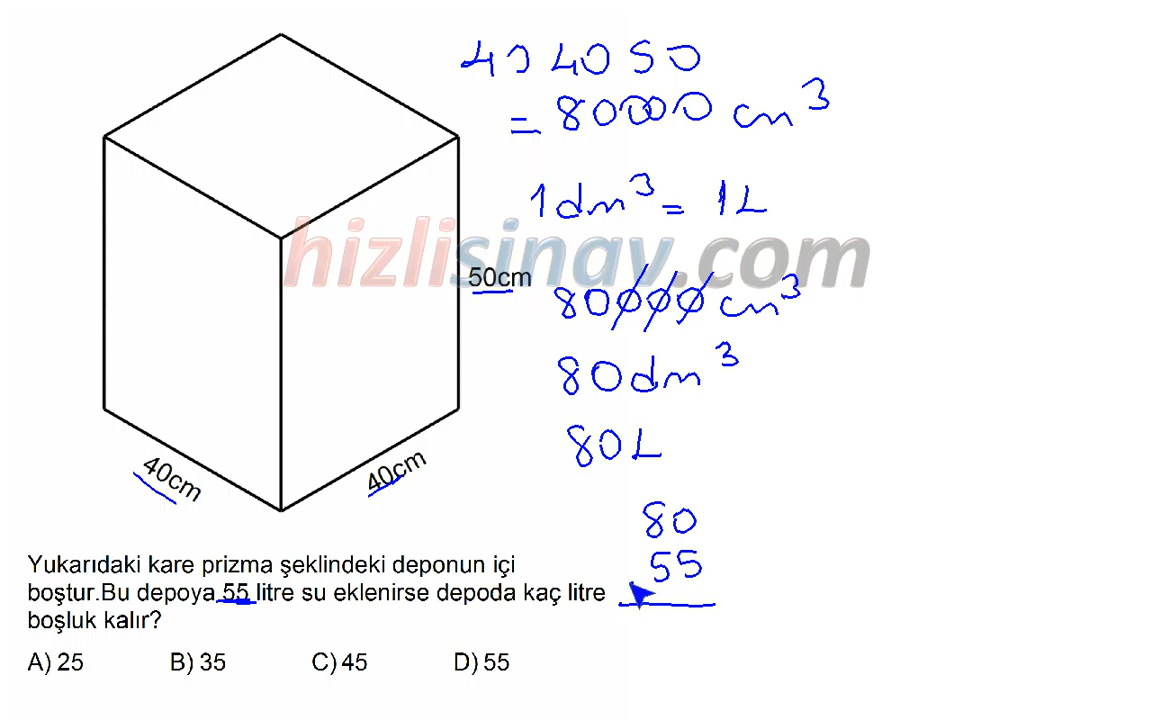 40 40 50
= 80000 cm³
1dm³ = 1L
hizlisinav.com
50cm
80000 cm³
80dm³
80L
40cm
40cm
80
55
Yukarıdaki kare prizma şeklindeki deponun içi
boştur.Bu depoya 55 litre su eklenirse depoda kaç litre
boşluk kalır?
A) 25 B) 35 C) 45 D) 55